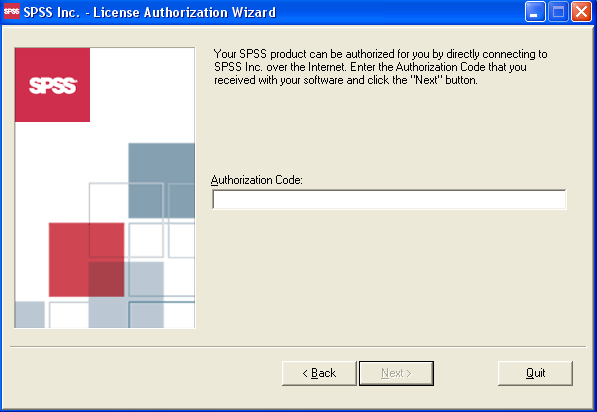 SPSS SPSS Inc. - License Authorization Wizard
SPSS
Your SPSS product can be authorized for you by directly connecting to
SPSS Inc. over the Internet. Enter the Authorization Code that you
received with your software and click the "Next" button.
Authorization Code:
< Back Next > Quit